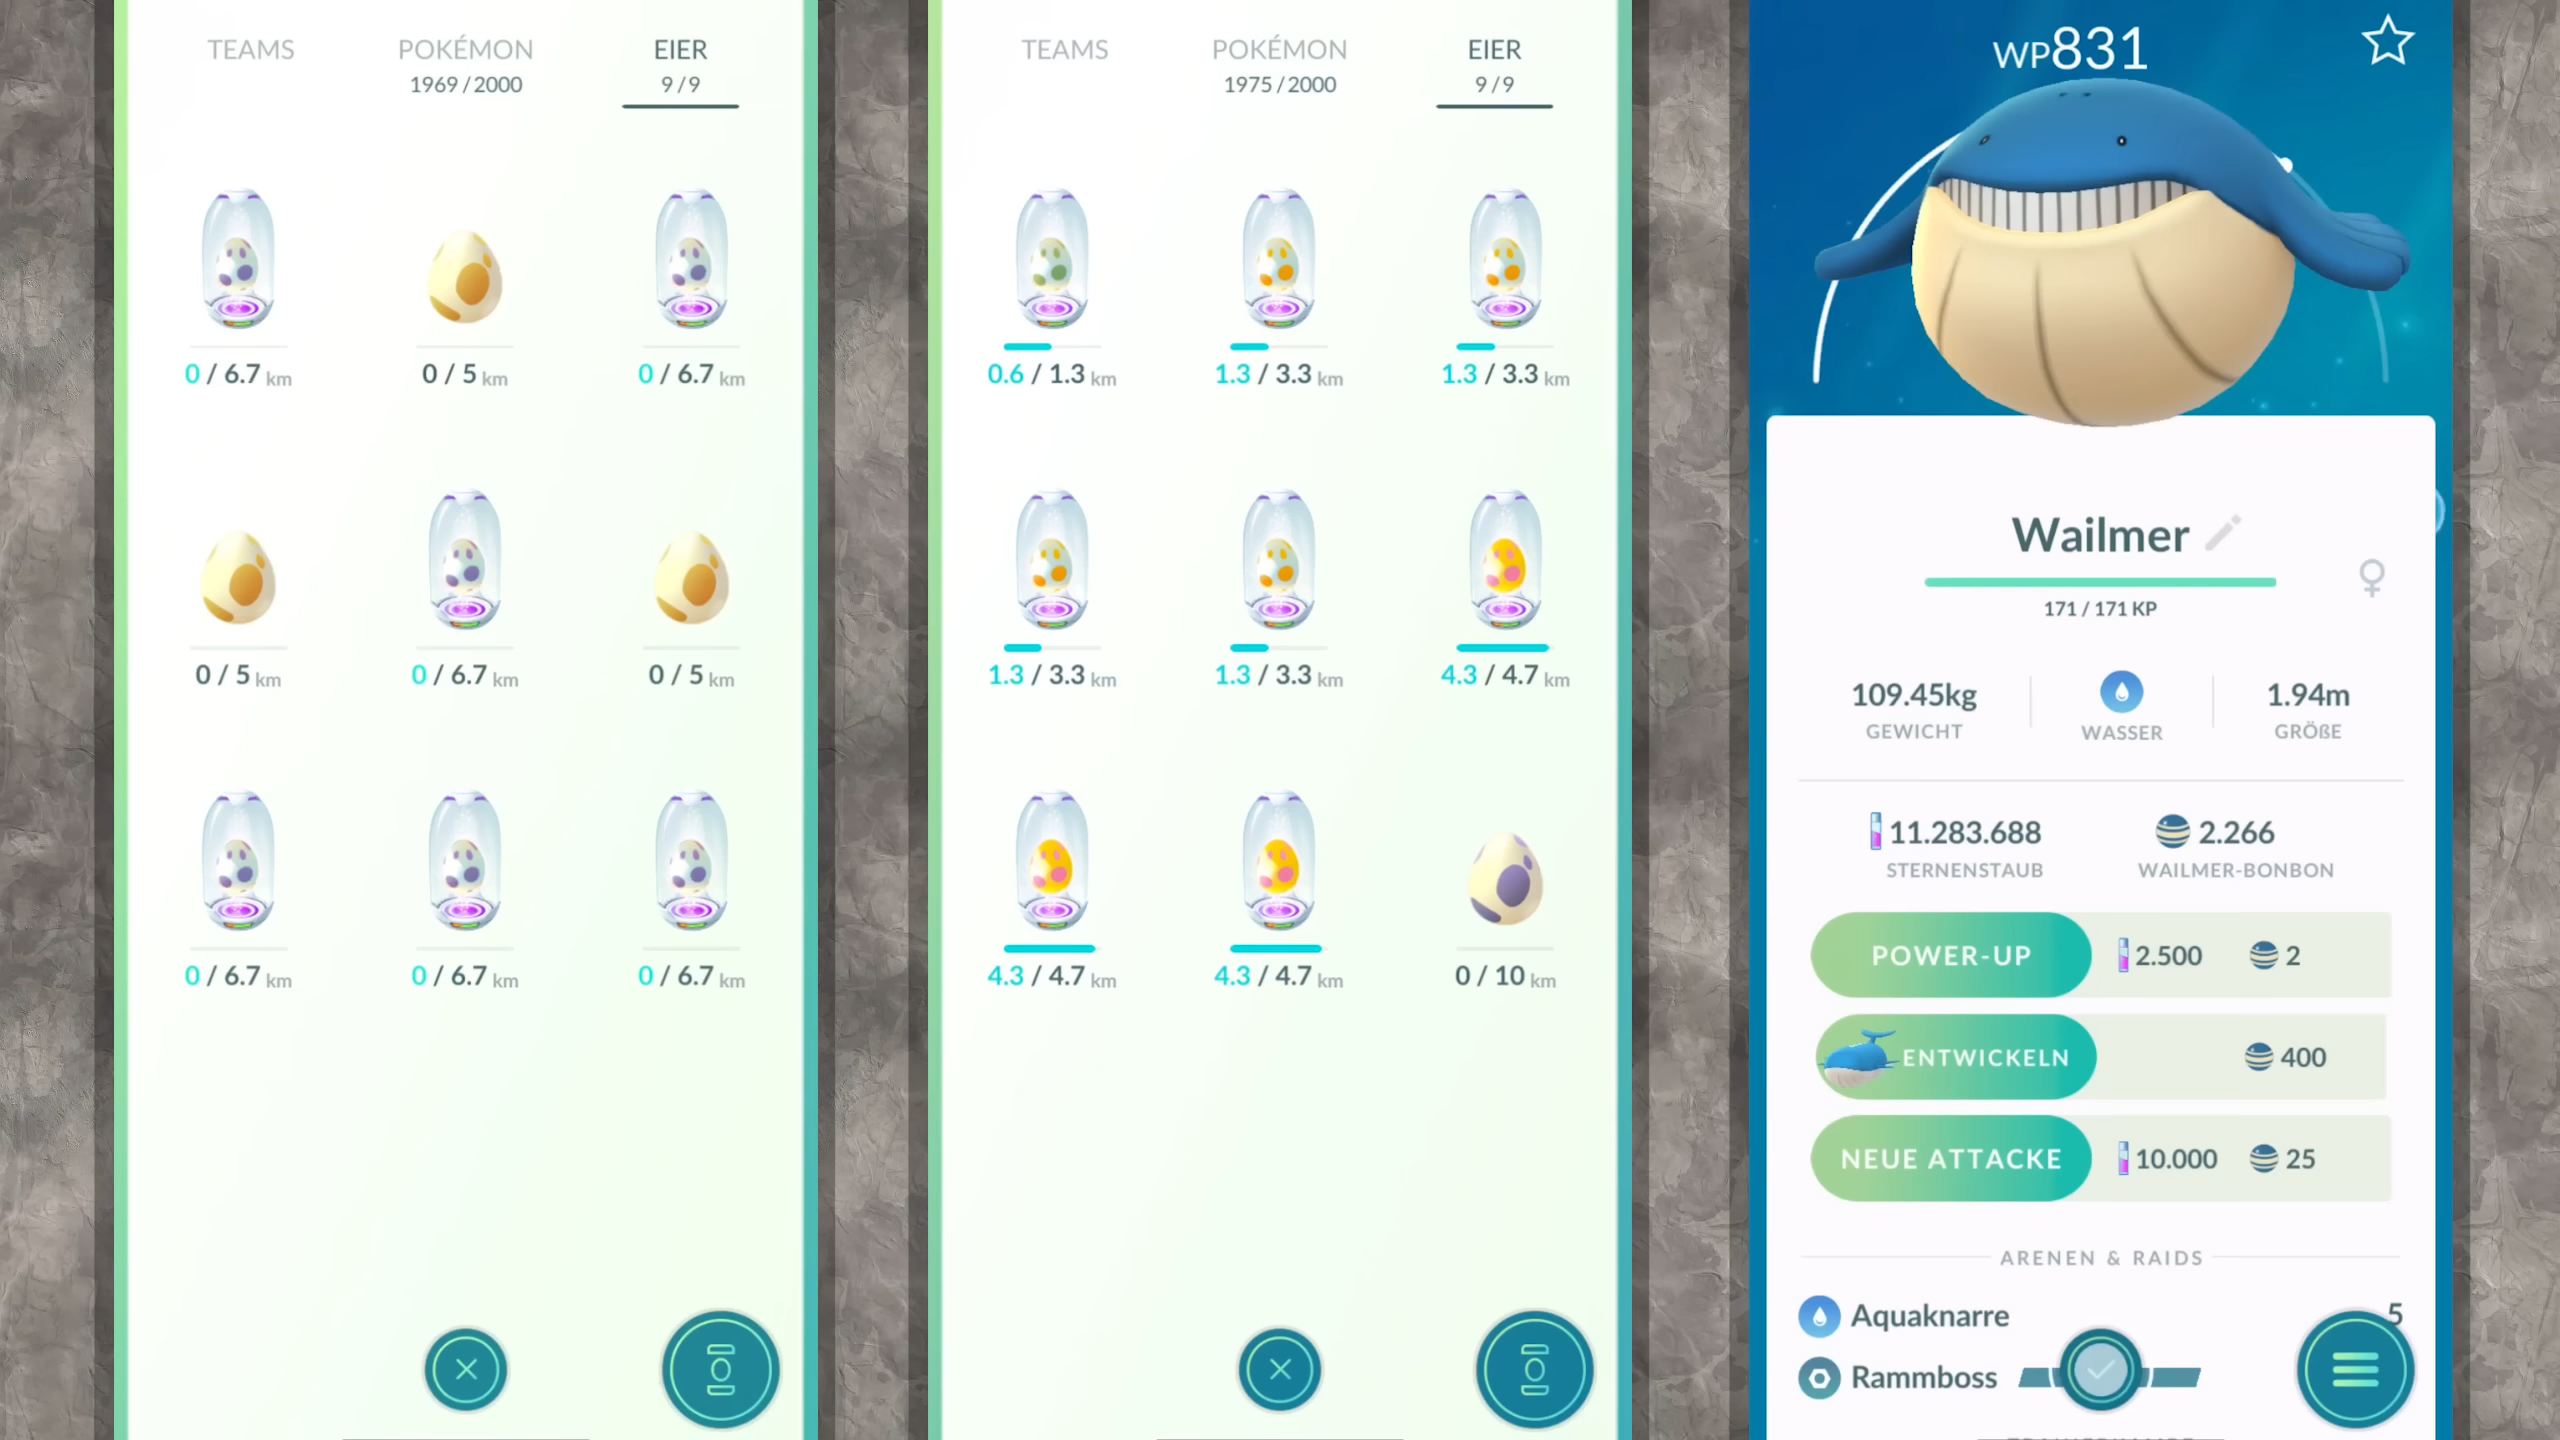 TEAMS POKÉMON EIER
1969/2000 9/9
0 / 6.7 km 0 / 5 km 0 / 6.7 km
0 / 5 km 0 / 6.7 km 0 / 5 km
0 / 6.7 km 0 / 6.7 km 0 / 6.7 km
TEAMS POKÉMON EIER
1975/2000 9/9
0.6 / 1.3 km 1.3 / 3.3 km 1.3 / 3.3 km
1.3 / 3.3 km 1.3 / 3.3 km 4.3 / 4.7 km
4.3 / 4.7 km 4.3 / 4.7 km 0 / 10 km
WP831
Wailmer
171 / 171 KP
109.45kg 1.94m
GEWICHT WASSER GRÖßE
11.283.688 2.266
STERNENSTAUB WAILMER-BONBON
POWER-UP 2.500 2
ENTWICKELN 400
NEUE ATTACKE 10.000 25
ARENEN & RAIDS
Aquaknarre 5
Rammboss